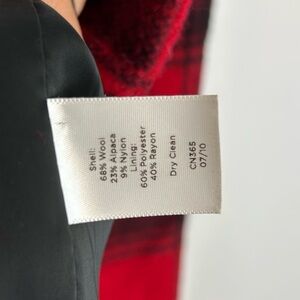 Shell:
68% Wool
23% Alpaca
9% Nylon
Lining:
60% Polyester
40% Rayon
Dry Clean
CN365
07/10